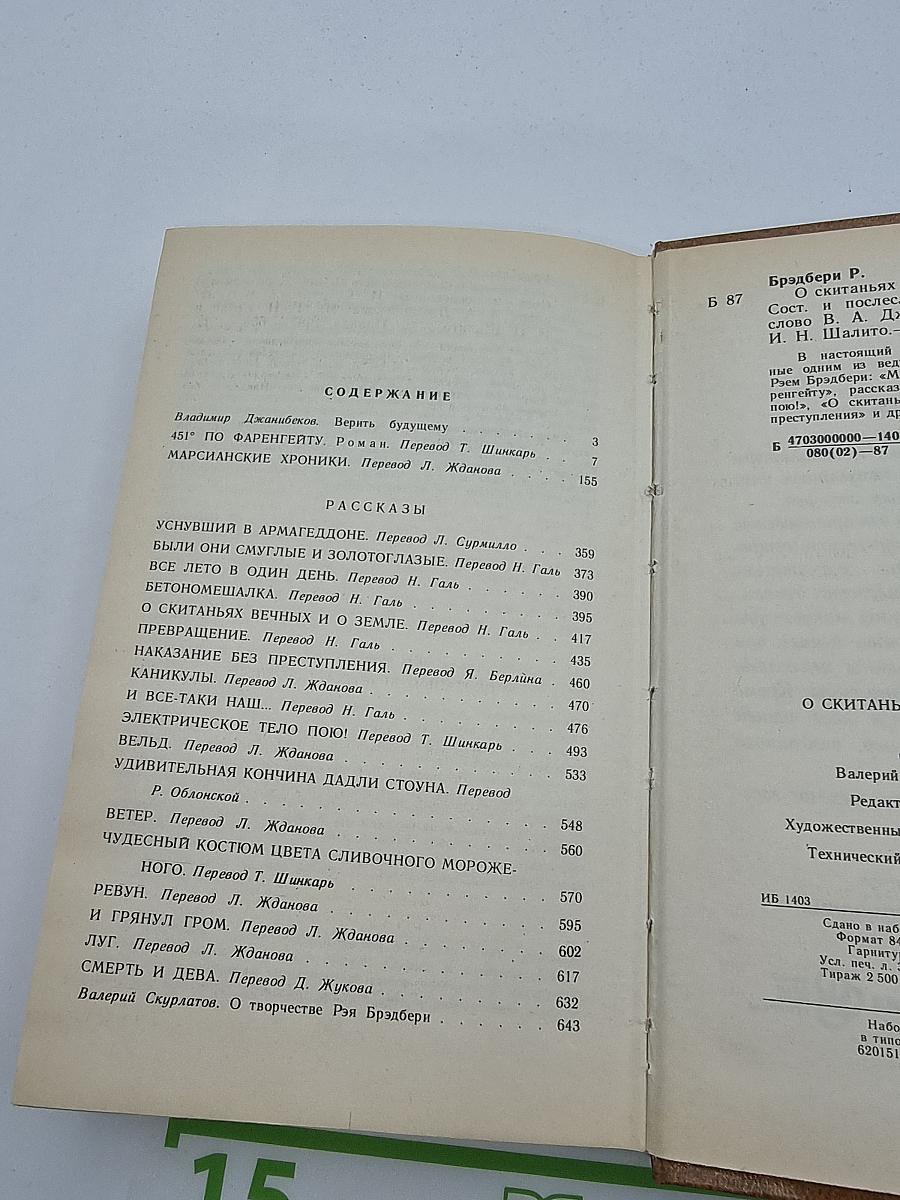 СОДЕРЖАНИЕ
Владимир Джанибеков. Верить будущему . . . . . . . 3
451° ПО ФАРЕНГЕЙТУ. Роман. Перевод Т. Шинкарь . . 7
МАРСИАНСКИЕ ХРОНИКИ. Перевод Л. Жданова . . . . 155
РАССКАЗЫ
УСНУВШИЙ В АРМАГЕДДОНЕ. Перевод Л. Сурмилло . . . 359
БЫЛИ ОНИ СМУГЛЫЕ И ЗОЛОТОГЛАЗЫЕ. Перевод Н. Галь 373
ВСЕ ЛЕТО В ОДИН ДЕНЬ. Перевод Н. Галь . . . . . . 390
БЕТОНОМЕШАЛКА. Перевод Н. Галь . . . . . . . . 395
О СКИТАНЬЯХ ВЕЧНЫХ И О ЗЕМЛЕ. Перевод Н. Галь . . 417
ПРЕВРАЩЕНИЕ. Перевод Н. Галь . . . . . . . . . 435
НАКАЗАНИЕ БЕЗ ПРЕСТУПЛЕНИЯ. Перевод Я. Берлина . 460
КАНИКУЛЫ. Перевод Л. Жданова . . . . . . . . . 470
И ВСЕ-ТАКИ НАШ... Перевод Н. Галь . . . . . . . . 476
ЭЛЕКТРИЧЕСКОЕ ТЕЛО ПОЮ! Перевод Т. Шинкарь . . . 493
ВЕЛЬД. Перевод Л. Жданова . . . . . . . . . . 533
УДИВИТЕЛЬНАЯ КОНЧИНА ДАДЛИ СТОУНА. Перевод
Р. Облонской . . . . . . . . . . . . . . 548
ВЕТЕР. Перевод Л. Жданова . . . . . . . . . . 560
ЧУДЕСНЫЙ КОСТЮМ ЦВЕТА СЛИВОЧНОГО МОРОЖЕ-
НОГО. Перевод Т. Шинкарь . . . . . . . . . . 570
РЕВУН. Перевод Л. Жданова . . . . . . . . . . 595
И ГРЯНУЛ ГРОМ. Перевод Л. Жданова . . . . . . . 602
ЛУГ. Перевод Л. Жданова . . . . . . . . . . . 617
СМЕРТЬ И ДЕВА. Перевод Д. Жукова . . . . . . . . 632
Валерий Скурлатов. О творчестве Рэя Брэдбери . . . . . 643
Брэдбери Р.
Б 87
О скитаньях
Сост. и послес
слово В. А. Дж
И. Н. Шалито.—
В настоящий
ные одним из вед
Рэем Брэдбери: «М
ренгейту», рассказ
пою!», «О скитань
преступления» и др
Б 4703000000—140
080(02)—87
О СКИТАНЬ
Валерий
Редакт
Художественны
Технический
ИБ 1403
Сдано в наб
Формат 84
Гарнитур
Усл. печ. л. 3
Тираж 2 500
Набо
в типо
620151
15